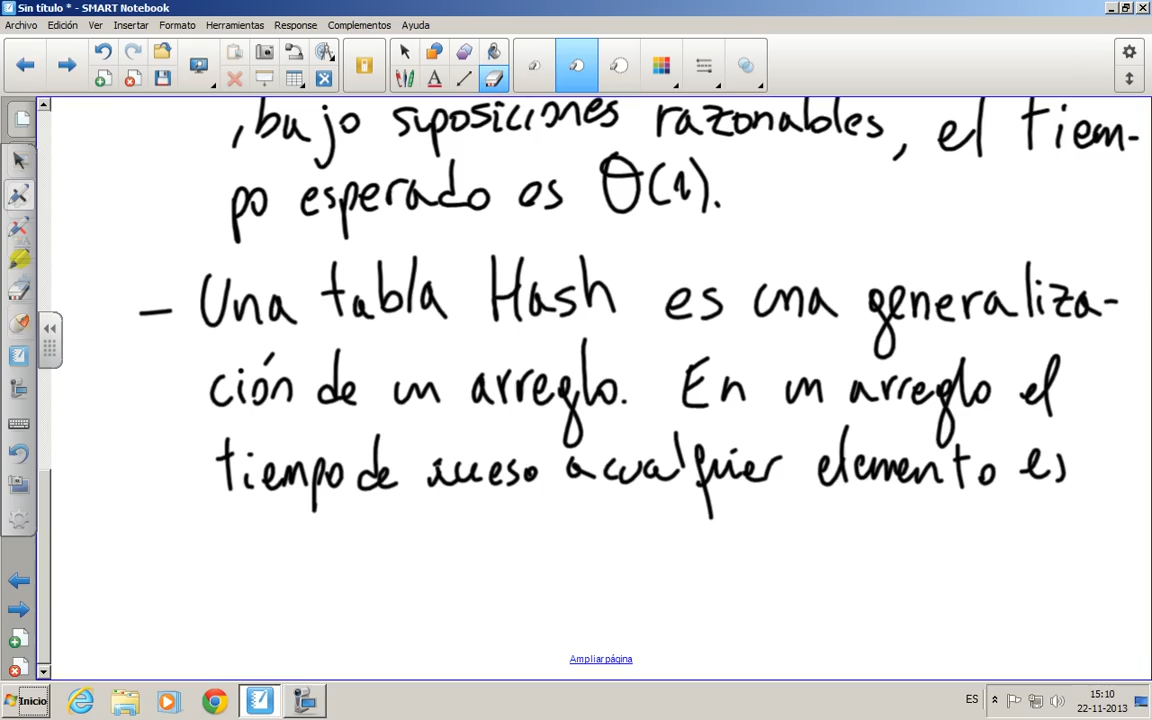 Sin título * - SMART Notebook
Archivo Edición Ver Insertar Formato Herramientas Response Complementos Ayuda
, bajo suposiciones razonables, el tiem-
po esperado es Θ(1).
- Una tabla Hash es una generaliza-
ción de un arreglo. En un arreglo el
tiempo de acceso a cualquier elemento es
Ampliar página
Inicio
ES
15:10
22-11-2013